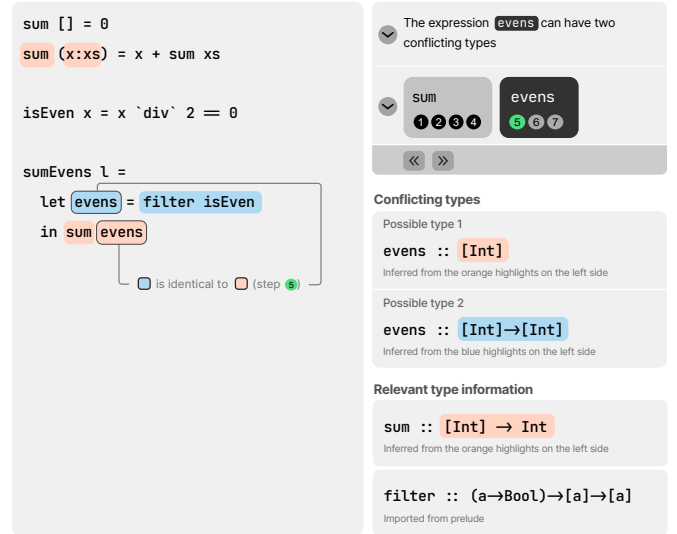 sum [] = 0
sum (x:xs) = x + sum xs
isEven x = x `div` 2 == 0
sumEvens l =
let evens = filter isEven
in sum evens
is identical to (step 5)
The expression evens can have two
conflicting types
sum
1 2 3 4
evens
5 6 7
Conflicting types
Possible type 1
evens :: [Int]
Inferred from the orange highlights on the left side
Possible type 2
evens :: [Int]→[Int]
Inferred from the blue highlights on the left side
Relevant type information
sum :: [Int] → Int
Inferred from the orange highlights on the left side
filter :: (a→Bool)→[a]→[a]
Imported from prelude